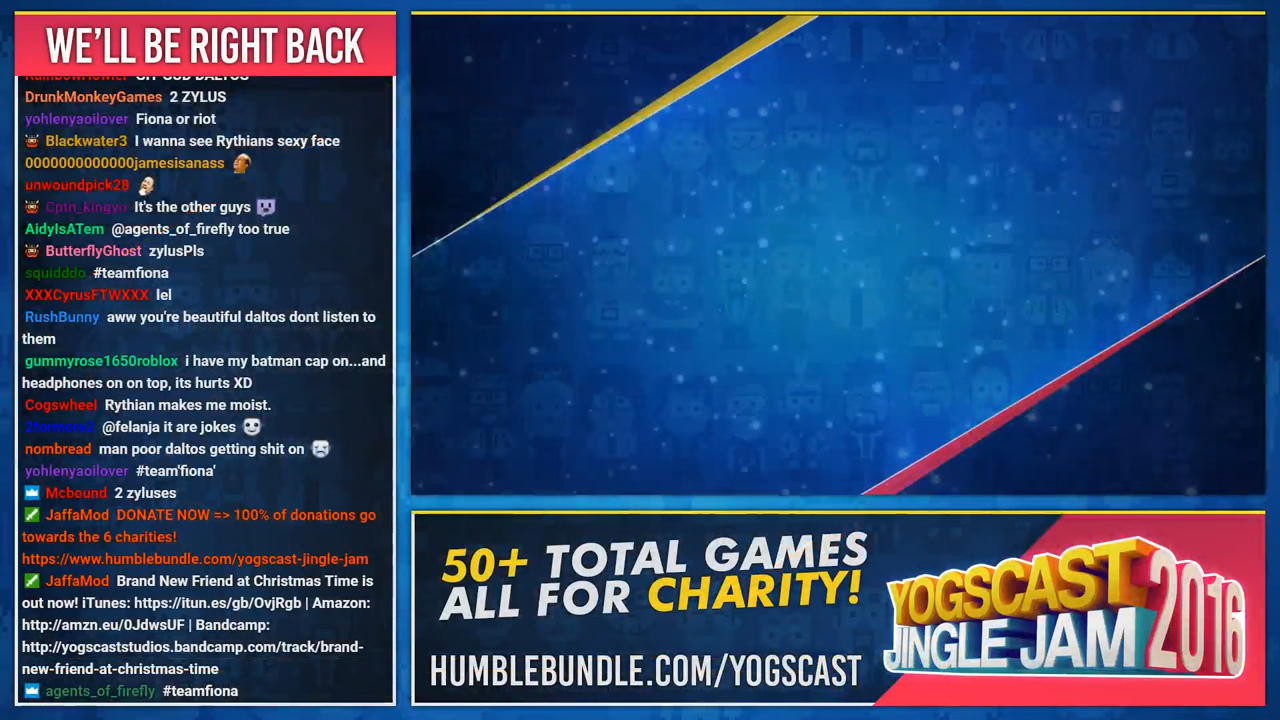 WE'LL BE RIGHT BACK
RainbowHowler GIT GUD DALTOS
DrunkMonkeyGames 2 ZYLUS
yohlenyaoilover Fiona or riot
Blackwater3 I wanna see Rythians sexy face
0000000000000jamesisanass
unwoundpick28
Cptn_kingyo It's the other guys
AidyIsATem @agents_of_firefly too true
ButterflyGhost zylusPls
squidddo #teamfiona
XXXCyrusFTWXXX lel
RushBunny aww you're beautiful daltos dont listen to
them
gummyrose1650roblox i have my batman cap on...and
headphones on on top, its hurts XD
Cogswheel Rythian makes me moist.
@felanja it are jokes
nombread man poor daltos getting shit on
yohlenyaoilover #team'fiona'
Mcbound 2 zyluses
JaffaMod DONATE NOW => 100% of donations go
towards the 6 charities!
https://www.humblebundle.com/yogscast-jingle-jam
JaffaMod Brand New Friend at Christmas Time is
out now! iTunes: https://itun.es/gb/OvjRgb | Amazon:
http://amzn.eu/0JdwsUF | Bandcamp:
http://yogscaststudios.bandcamp.com/track/brand-
new-friend-at-christmas-time
agents_of_firefly #teamfiona
50+ TOTAL GAMES
ALL FOR CHARITY!
HUMBLEBUNDLE.COM/YOGSCAST
YOGSCAST
JINGLE JAM 2016